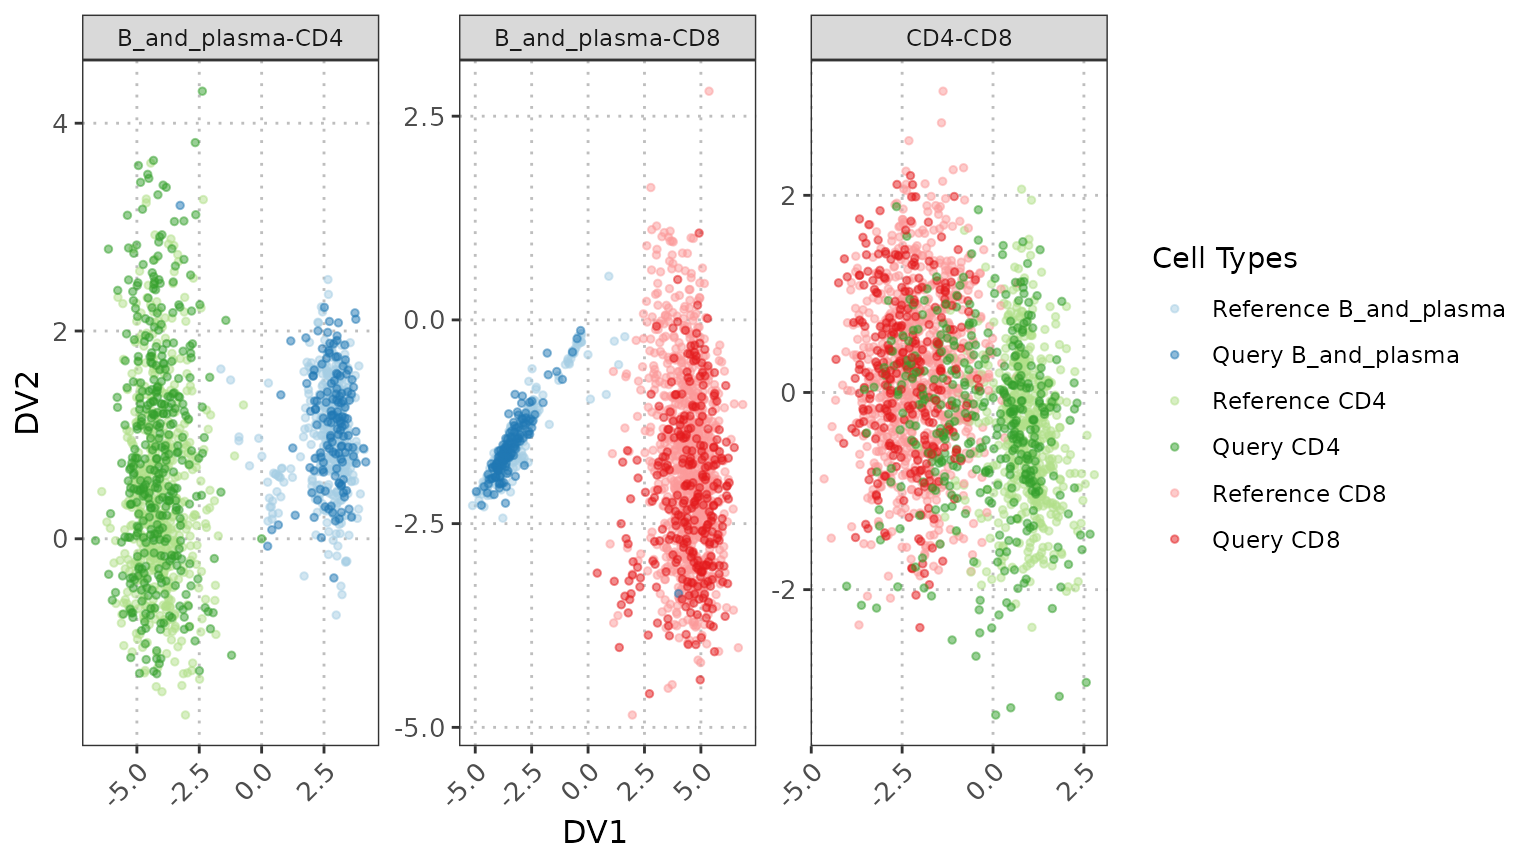 B_and_plasma-CD4
B_and_plasma-CD8
CD4-CD8
DV2
4
2
0
2.5
0.0
-2.5
-5.0
2
0
-2
-5.0
-2.5
0.0
2.5
-5.0
-2.5
0.0
2.5
5.0
-5.0
-2.5
0.0
2.5
DV1
Cell Types
Reference B_and_plasma
Query B_and_plasma
Reference CD4
Query CD4
Reference CD8
Query CD8